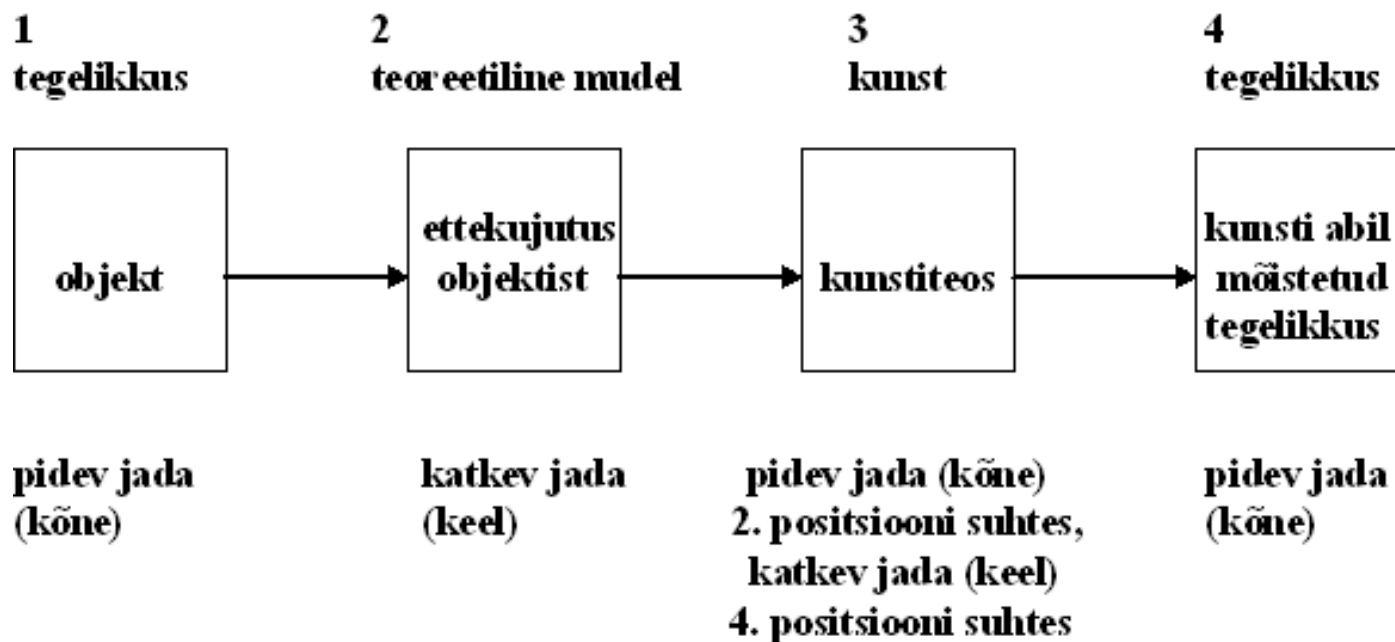 1
tegelikkus
2
teoreetiline mudel
3
kunst
4
tegelikkus
objekt
ettekujutus
objektist
kunstiteos
kunsti abil
mõistetud
tegelikkus
pidev jada
(kõne)
katkev jada
(keel)
pidev jada (kõne)
2. positsiooni suhtes,
katkev jada (keel)
4. positsiooni suhtes
pidev jada
(kõne)